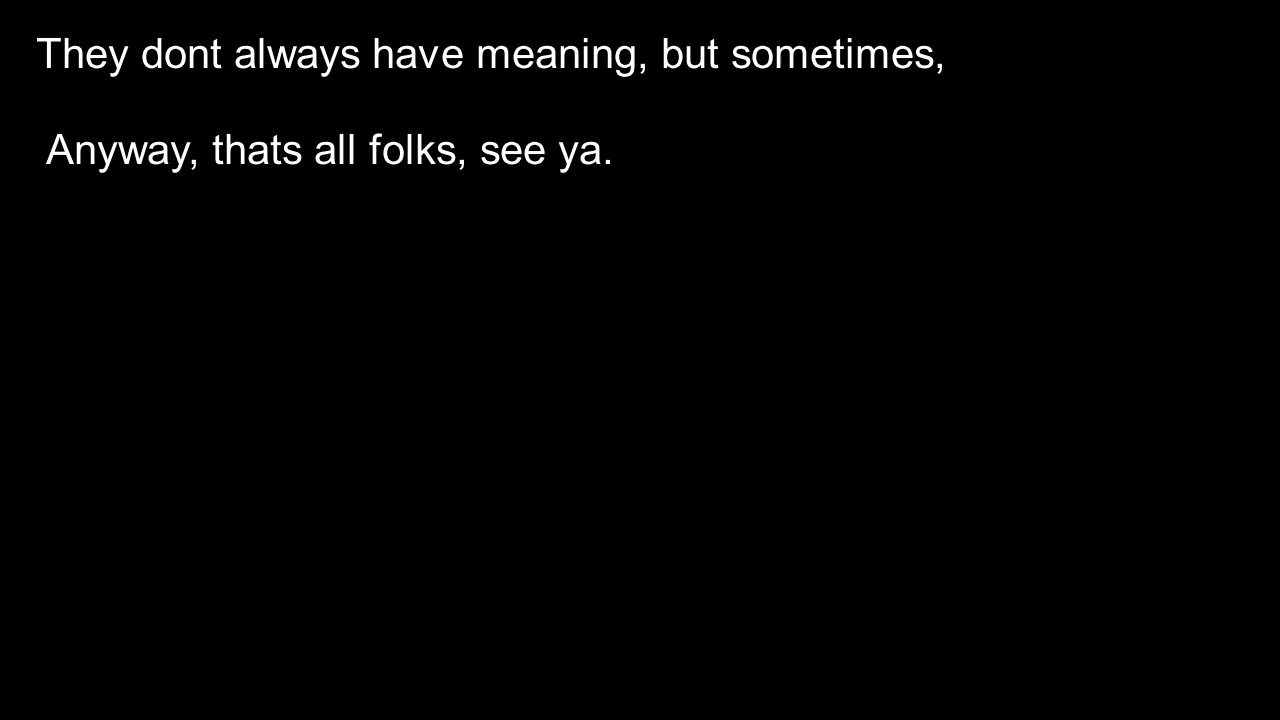 They dont always have meaning, but sometimes,
Anyway, thats all folks, see ya.